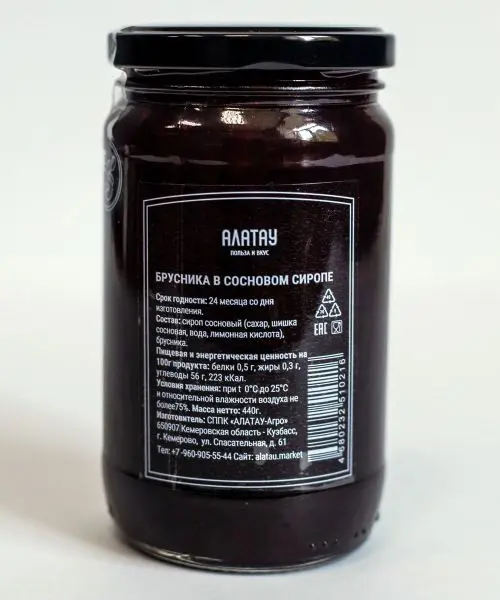 АЛАТАУ
ПОЛЬЗА И ВКУС
БРУСНИКА В СОСНОВОМ СИРОПЕ
Срок годности: 24 месяца со дня
изготовления.
Состав: сироп сосновый (сахар, шишка
сосновая, вода, лимонная кислота),
брусника.
Пищевая и энергетическая ценность на
100г продукта: белки 0,5 г, жиры 0,3 г,
углеводы 56 г, 223 кКал.
Условия хранения: при t 0°C до 25°C
и относительной влажности воздуха не
более75%. Масса нетто: 440г.
Изготовитель: СППК «АЛАТАУ-Агро»
650907 Кемеровская область - Кузбасс,
г. Кемерово, ул. Спасательная, д. 61
Тел: +7 -960-905-55-44 Сайт: alatau.market
EAC
4 680232 510216